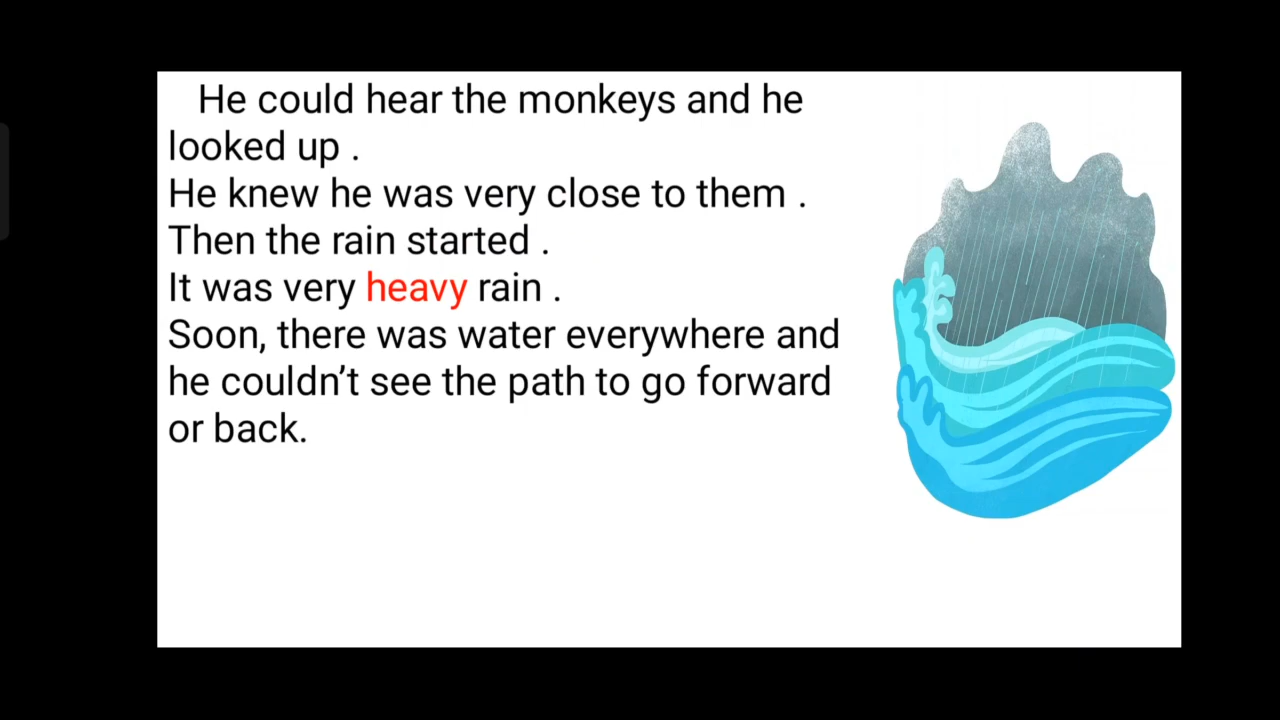 He could hear the monkeys and he
looked up .
He knew he was very close to them .
Then the rain started .
It was very heavy rain .
Soon, there was water everywhere and
he couldn’t see the path to go forward
or back.